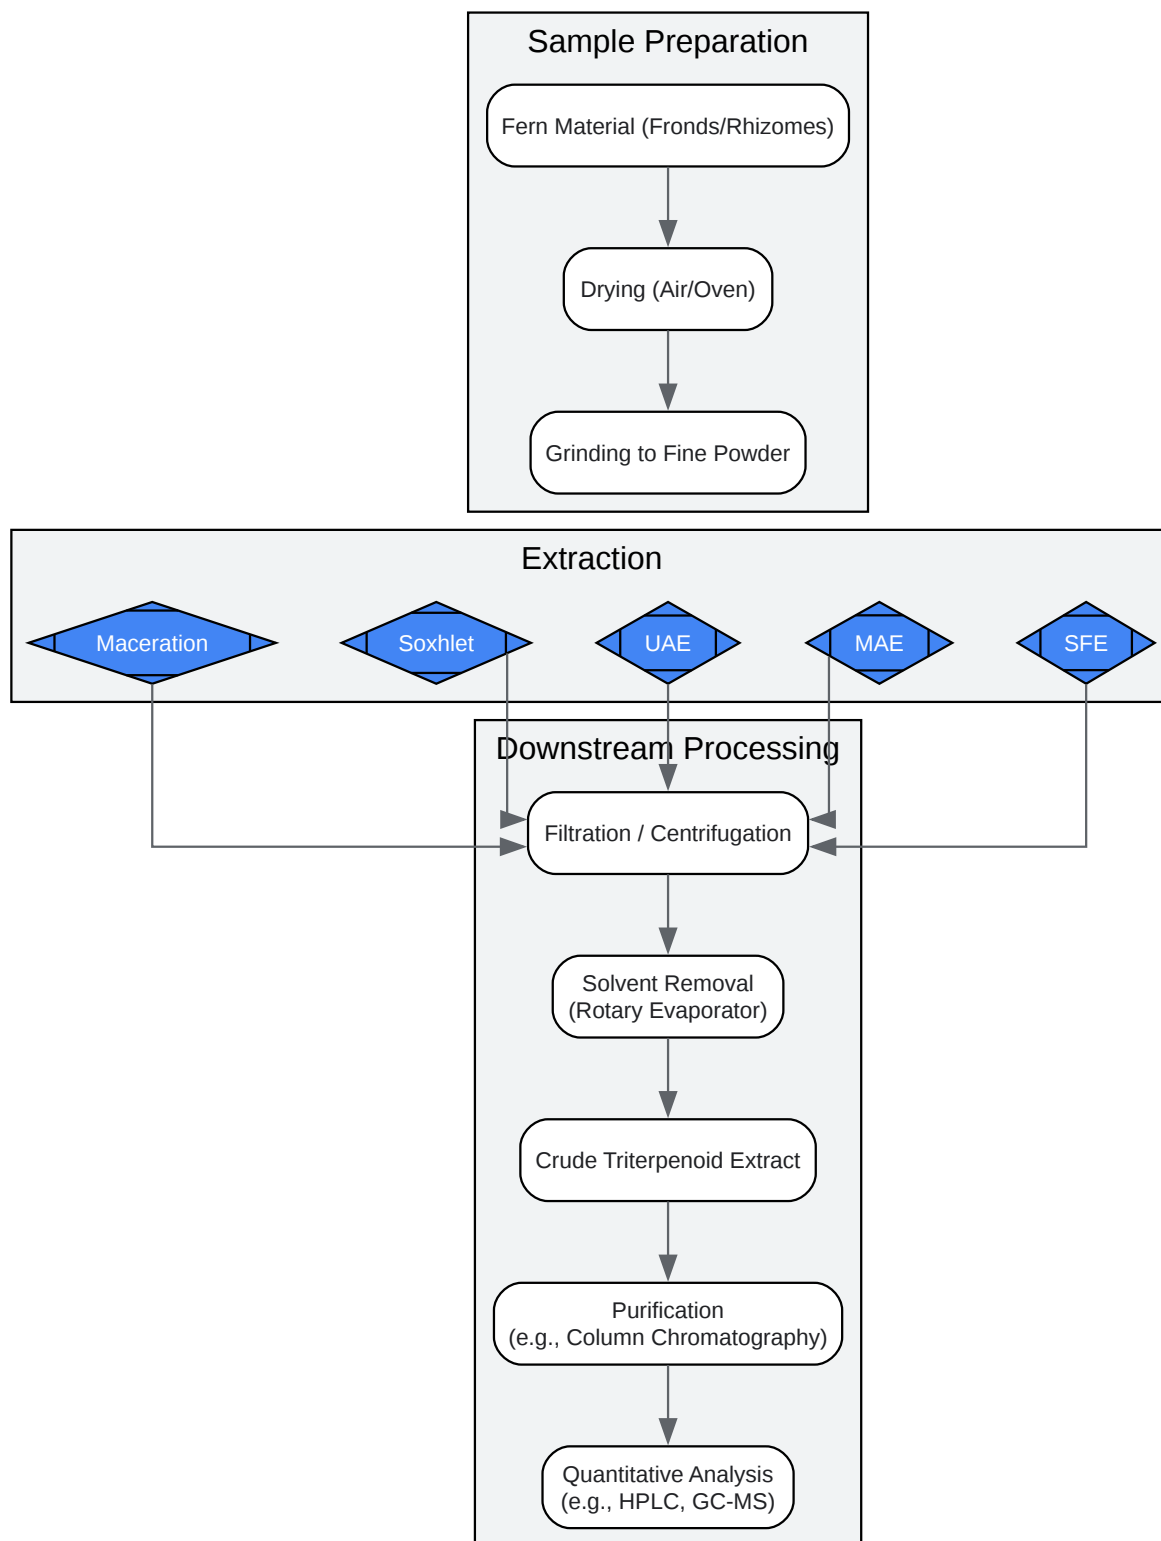 Sample Preparation
Fern Material (Fronds/Rhizomes)
Drying (Air/Oven)
Grinding to Fine Powder
Extraction
Maceration
Soxhlet
UAE
MAE
SFE
Downstream Processing
Filtration / Centrifugation
Solvent Removal
(Rotary Evaporator)
Crude Triterpenoid Extract
Purification
(e.g., Column Chromatography)
Quantitative Analysis
(e.g., HPLC, GC-MS)